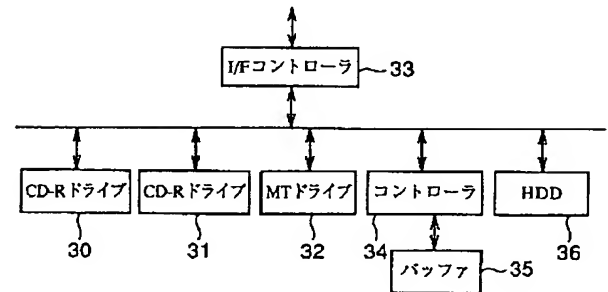 I/Fコントローラ
33
CD-Rドライブ
CD-Rドライブ
MTドライブ
コントローラ
HDD
30
31
32
34
36
バッファ
35